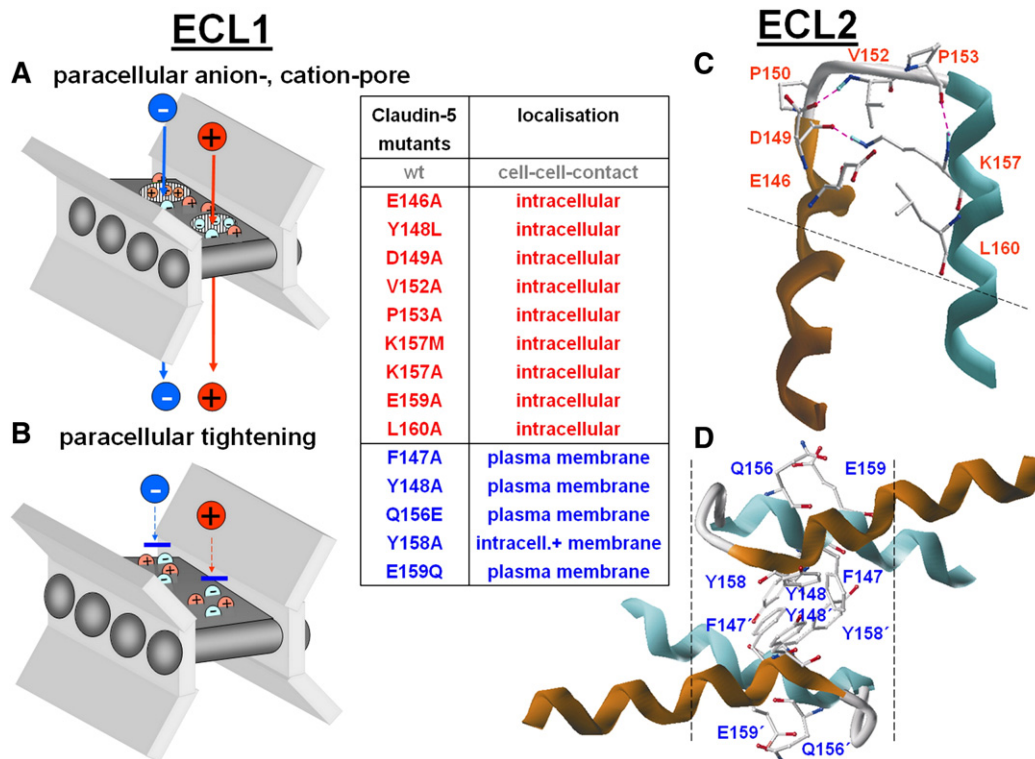 ECL1
ECL2
A paracellular anion-, cation-pore
-
+
+ + +
- - -
-
+
B paracellular tightening
-
+
Claudin-5 mutants localisation
wt cell-cell-contact
E146A intracellular
Y148L intracellular
D149A intracellular
V152A intracellular
P153A intracellular
K157M intracellular
K157A intracellular
E159A intracellular
L160A intracellular
F147A plasma membrane
Y148A plasma membrane
Q156E plasma membrane
Y158A intracell.+ membrane
E159Q plasma membrane
C
V152
P153
P150
D149
E146
K157
L160
D
Q156
E159
Y158
Y148
F147
F147´
Y148´
Y158´
E159´
Q156´